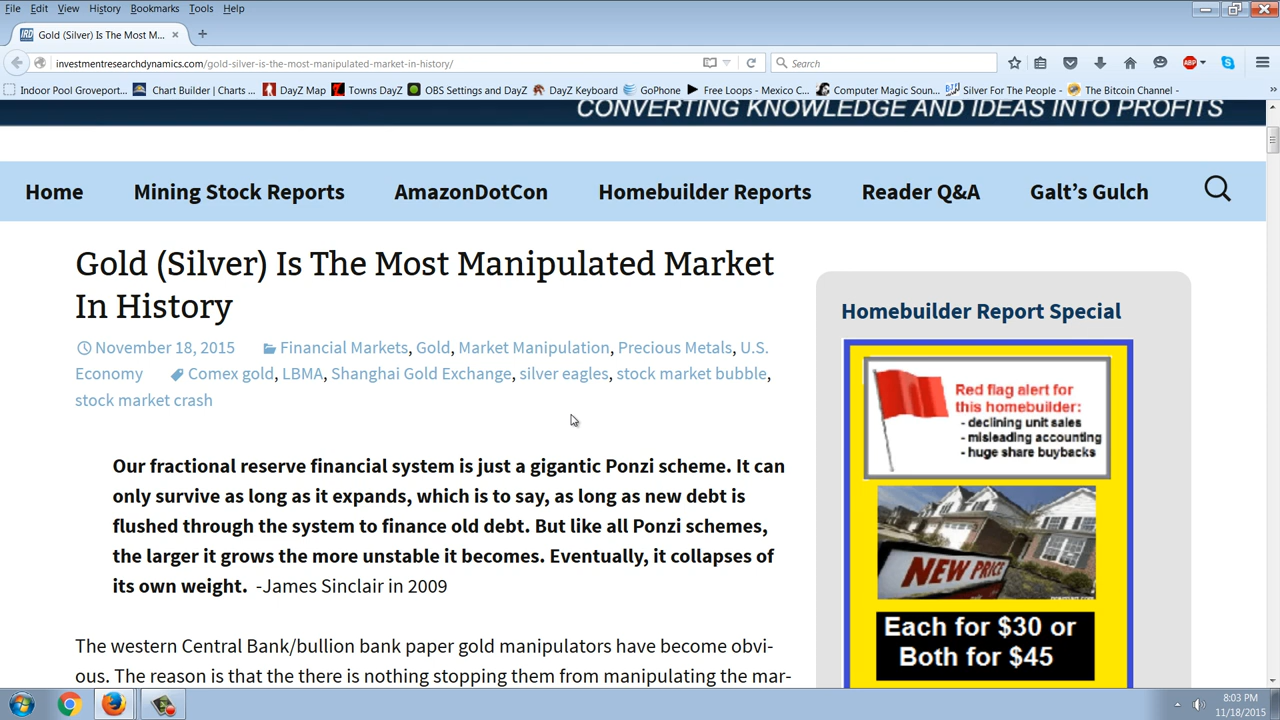 File Edit View History Bookmarks Tools Help
IRD Gold (Silver) Is The Most M... × +
investmentresearchdynamics.com/gold-silver-is-the-most-manipulated-market-in-history/ Search
Indoor Pool Groveport... Chart Builder | Charts ... DayZ Map Towns DayZ OBS Settings and DayZ DayZ Keyboard GoPhone Free Loops - Mexico C... Computer Magic Soun... Silver For The People - The Bitcoin Channel - »
CONVERTING KNOWLEDGE AND IDEAS INTO PROFITS
Home Mining Stock Reports AmazonDotCon Homebuilder Reports Reader Q&A Galt's Gulch
Gold (Silver) Is The Most Manipulated Market
In History
November 18, 2015 Financial Markets, Gold, Market Manipulation, Precious Metals, U.S.
Economy Comex gold, LBMA, Shanghai Gold Exchange, silver eagles, stock market bubble,
stock market crash
Our fractional reserve financial system is just a gigantic Ponzi scheme. It can
only survive as long as it expands, which is to say, as long as new debt is
flushed through the system to finance old debt. But like all Ponzi schemes,
the larger it grows the more unstable it becomes. Eventually, it collapses of
its own weight. -James Sinclair in 2009
The western Central Bank/bullion bank paper gold manipulators have become obvi-
ous. The reason is that the there is nothing stopping them from manipulating the mar-
Homebuilder Report Special
Red flag alert for
this homebuilder:
- declining unit sales
- misleading accounting
- huge share buybacks
NEW PRICE
Each for $30 or
Both for $45
8:03 PM
11/18/2015